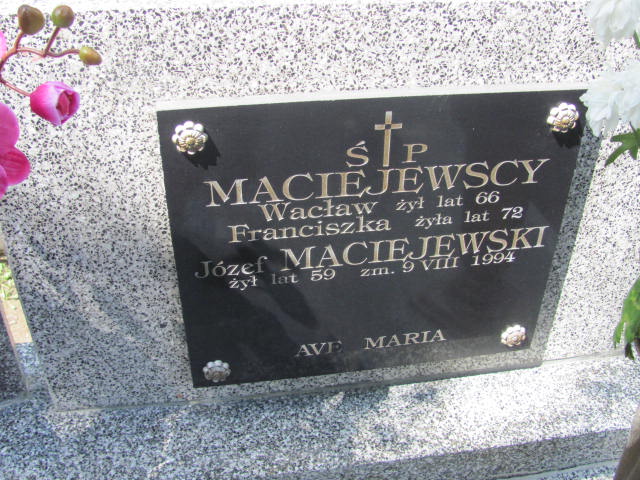 Ś P
MACIEJEWSCY
Wacław żył lat 66
Franciszka żyła lat 72
Józef MACIEJEWSKI
żył lat 59 zm. 9 VIII 1994
AVE MARIA